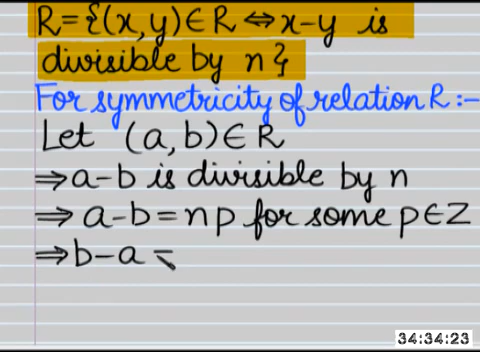 R={(x,y)∈R⇔x-y is
divisible by n}
For symmetricity of relation R:-
Let (a,b)∈R
⇒a-b is divisible by n
⇒a-b=np for some p∈Z
⇒b-a
34:34:23